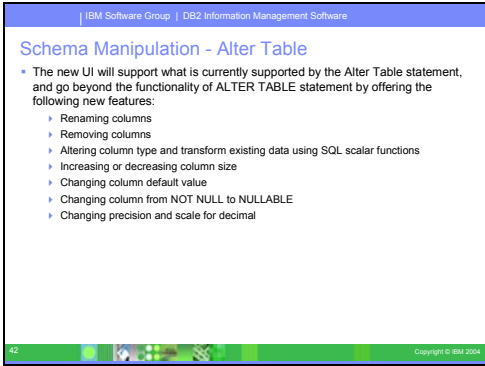 IBM Software Group | DB2 Information Management Software
Schema Manipulation - Alter Table
The new UI will support what is currently supported by the Alter Table statement,
and go beyond the functionality of ALTER TABLE statement by offering the
following new features:
Renaming columns
Removing columns
Altering column type and transform existing data using SQL scalar functions
Increasing or decreasing column size
Changing column default value
Changing column from NOT NULL to NULLABLE
Changing precision and scale for decimal
42
Copyright © IBM 2004